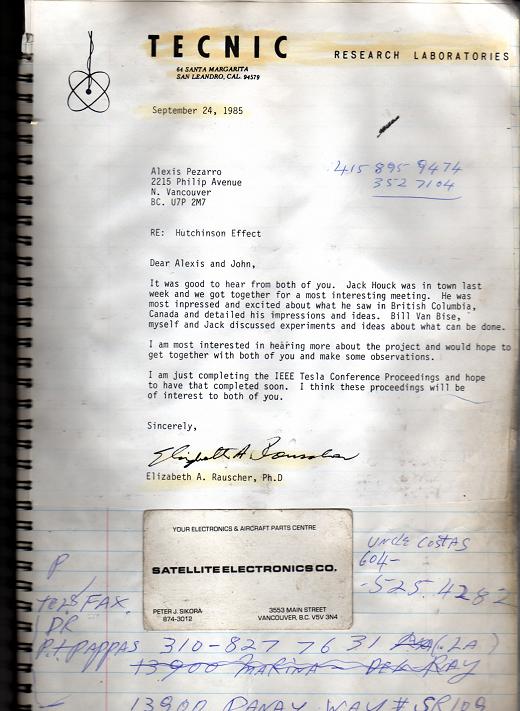 TECNIC RESEARCH LABORATORIES
64 SANTA MARGARITA
SAN LEANDRO, CAL. 94579
September 24, 1985
415 895 9474
352 7104
Alexis Pezarro
2215 Philip Avenue
N. Vancouver
BC. U7P 2M7
RE: Hutchinson Effect
Dear Alexis and John,
It was good to hear from both of you. Jack Houck was in town last
week and we got together for a most interesting meeting. He was
most inpressed and excited about what he saw in British Columbia,
Canada and detailed his impressions and ideas. Bill Van Bise,
myself and Jack discussed experiments and ideas about what can be done.
I am most interested in hearing more about the project and would hope to
get together with both of you and make some observations.
I am just completing the IEEE Tesla Conference Proceedings and hope
to have that completed soon. I think these proceedings will be
of interest to both of you.
Sincerely,
Elizabeth A. Rauscher
Elizabeth A. Rauscher, Ph.D
YOUR ELECTRONICS & AIRCRAFT PARTS CENTRE
SATELLITE ELECTRONICS CO.
PETER J. SIKORA
874-3012
3553 MAIN STREET
VANCOUVER, B.C. V5V 3N4
UNCLE COSTAS
604-
-525.4282
P
FAX.
DR
P.T PAPPAS 310-827 76 31 (LA)
13900 MARINA DEL RAY
13900 PANAY WAY # SR109